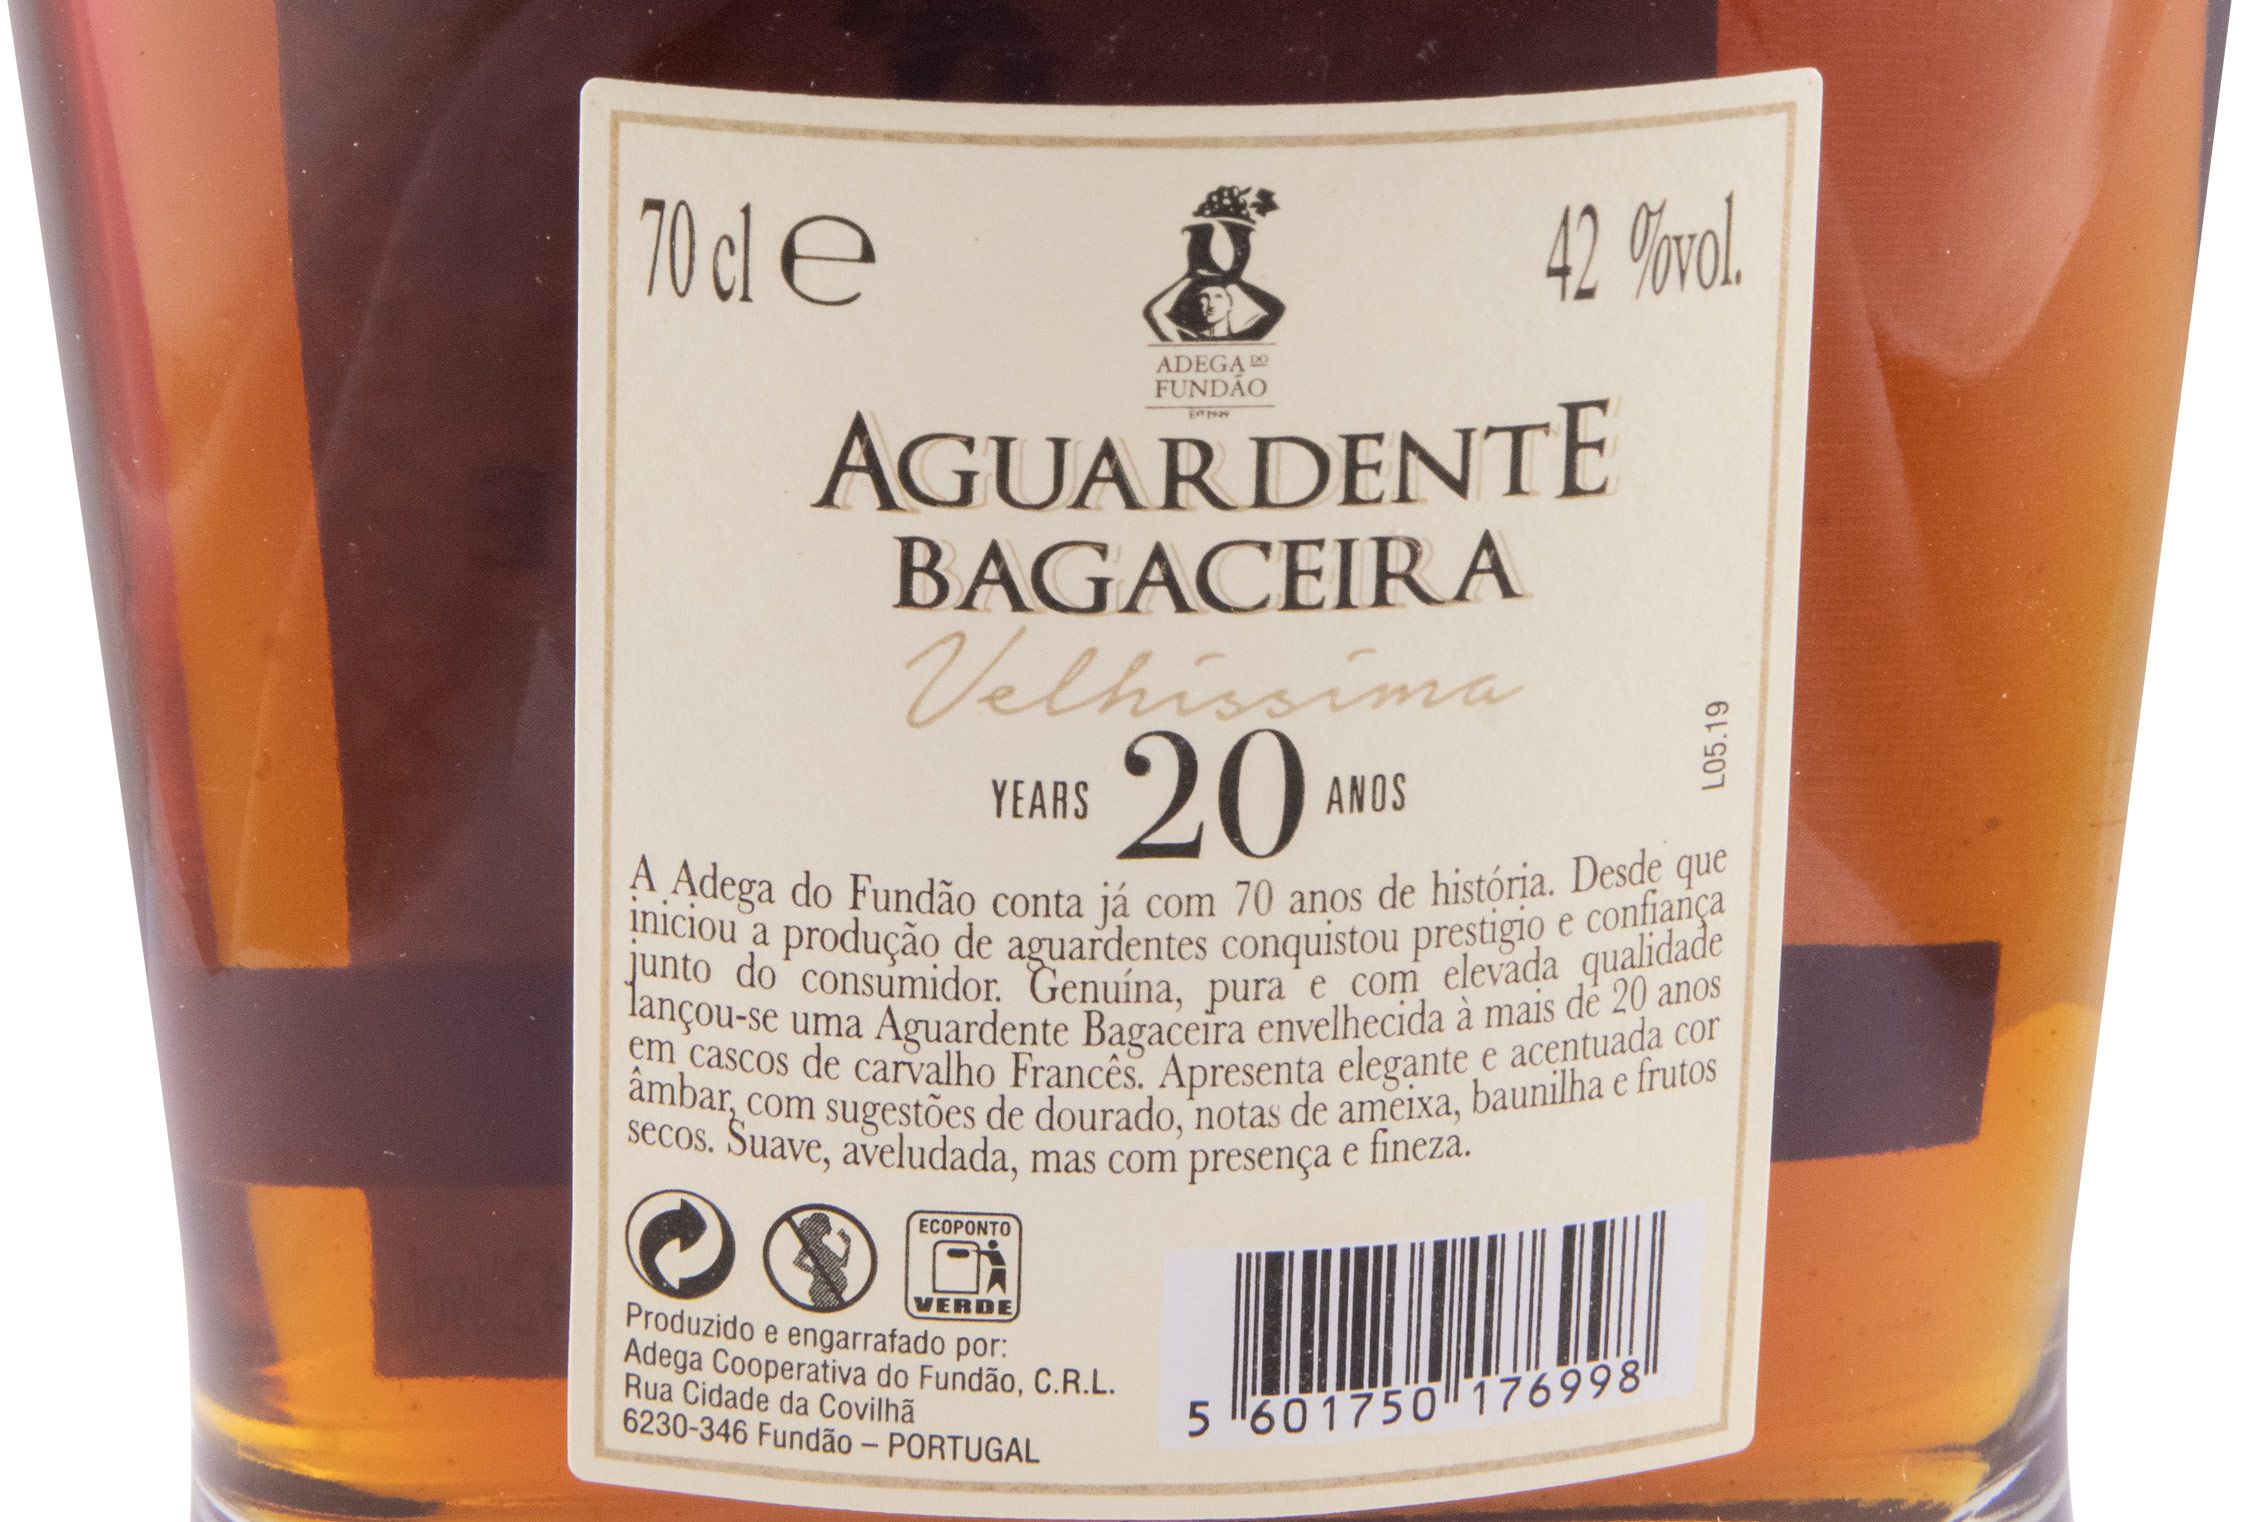 70 cl e
42 %vol.
ADEGA DO
FUNDÃO
Est 1949
AGUARDENTE
BAGACEIRA
Velhissima
YEARS 20 ANOS
L05.19
A Adega do Fundão conta já com 70 anos de história. Desde que
iniciou a produção de aguardentes conquistou prestigio e confiança
junto do consumidor. Genuína, pura e com elevada qualidade
lançou-se uma Aguardente Bagaceira envelhecida à mais de 20 anos
em cascos de carvalho Francês. Apresenta elegante e acentuada cor
âmbar, com sugestões de dourado, notas de ameixa, baunilha e frutos
secos. Suave, aveludada, mas com presença e fineza.
ECOPONTO
VERDE
Produzido e engarrafado por:
Adega Cooperativa do Fundão, C.R.L.
Rua Cidade da Covilhã
6230-346 Fundão – PORTUGAL
5 601750 176998